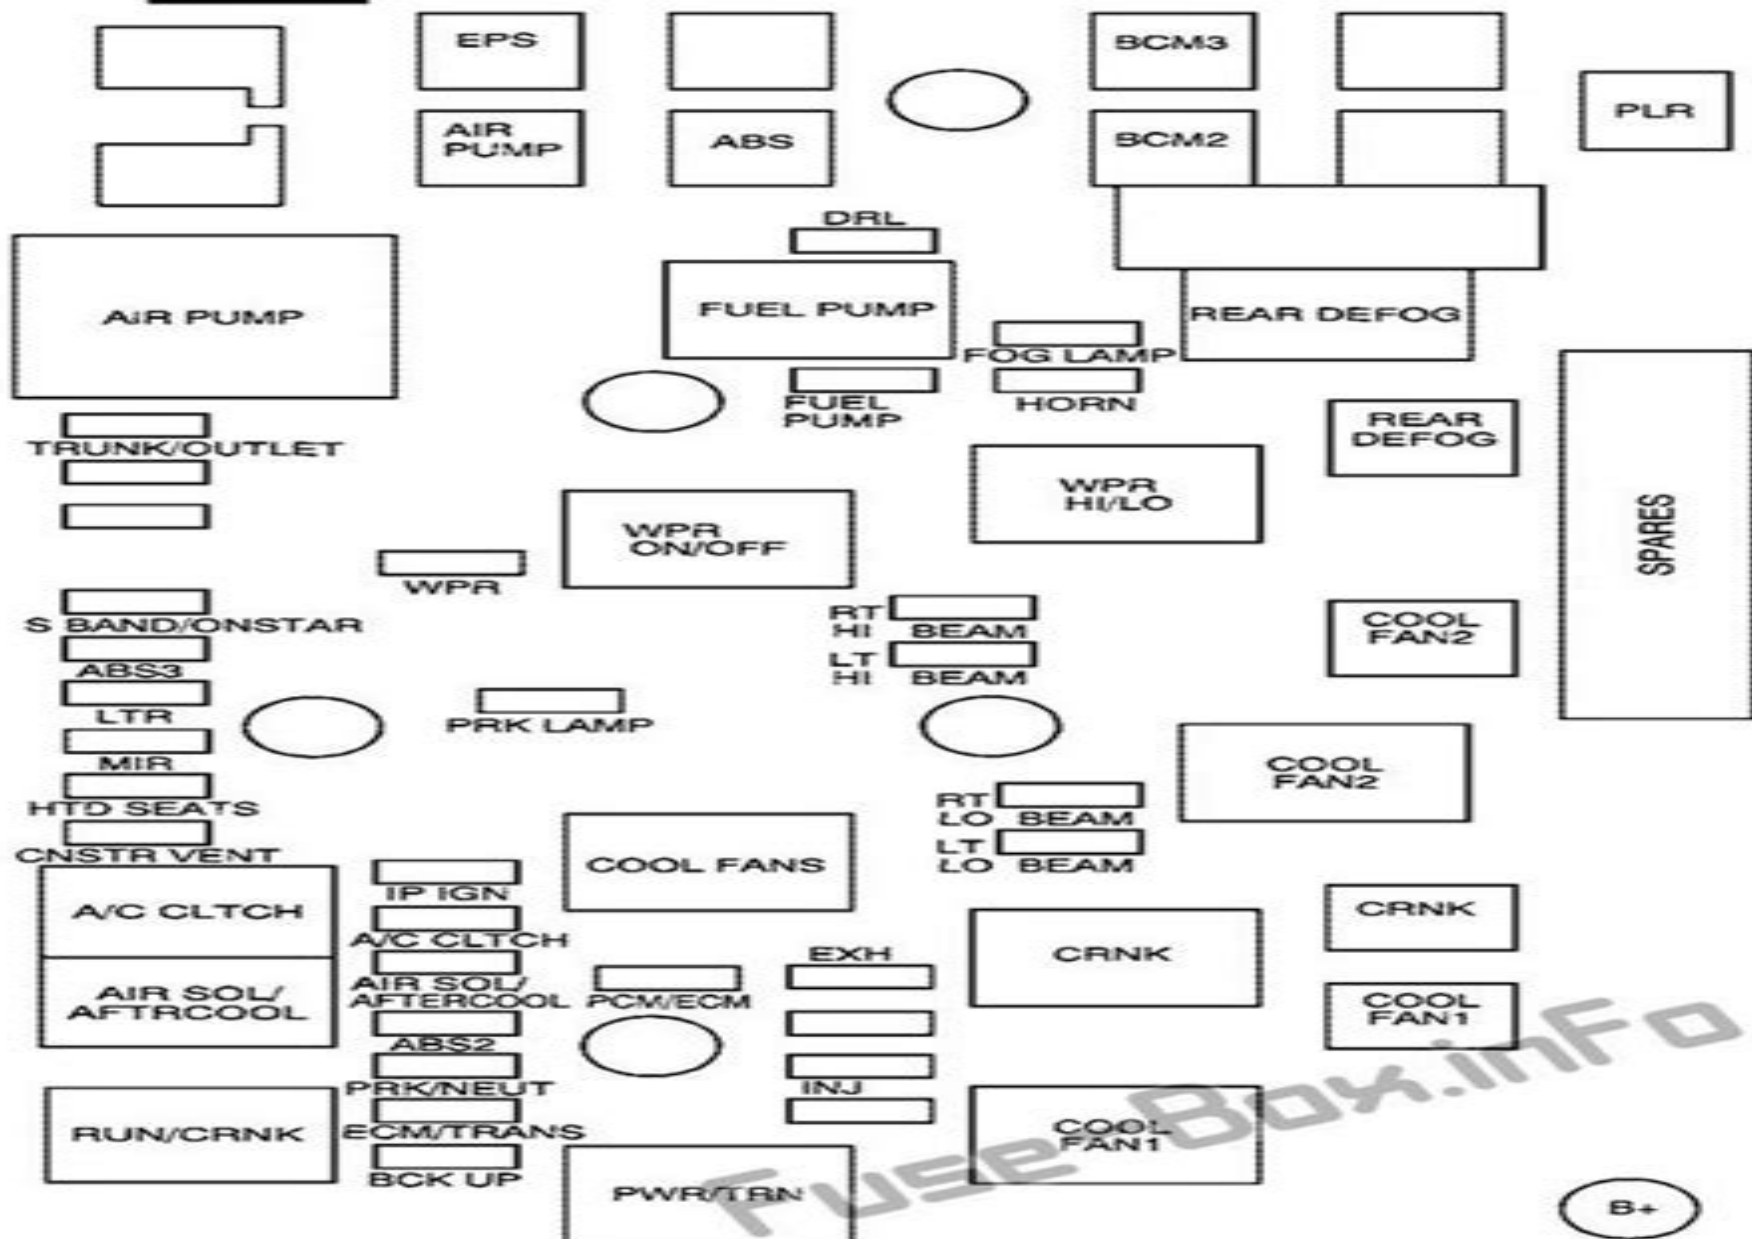 EPS
BCM3
PLR
AIR
PUMP
ABS
BCM2
DRL
AIR PUMP
FUEL PUMP
REAR DEFOG
FOG LAMP
FUEL
PUMP
HORN
REAR
DEFOG
TRUNK/OUTLET
WPR
HI/LO
SPARES
WPR
ON/OFF
WPR
S BAND/ONSTAR
RT
HI BEAM
COOL
FAN2
ABS3
LT
HI BEAM
LTR
PRK LAMP
MIR
COOL
FAN2
HTD SEATS
RT
LO BEAM
CNSTR VENT
LT
LO BEAM
COOL FANS
IP IGN
A/C CLTCH
CRNK
A/C CLTCH
EXH
CRNK
AIR SOL/
AFTRCOOL
AIR SOL/
AFTERCOOL
PCM/ECM
COOL
FAN1
ABS2
PRK/NEUT
INJ
RUN/CRNK
ECM/TRANS
COOL
FAN1
BCK UP
PWR/TRN
B+
Fuse-Box.inFo